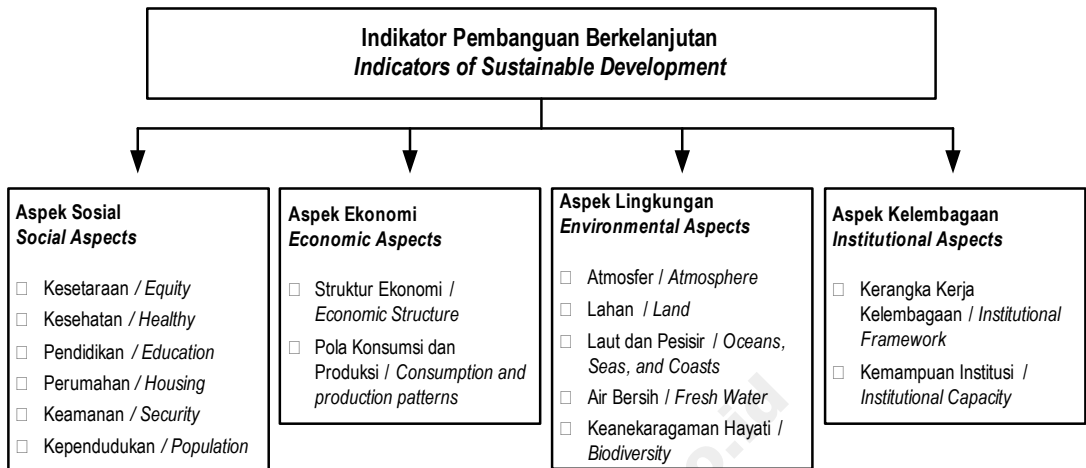 Indikator Pembanguan Berkelanjutan
Indicators of Sustainable Development
Aspek Sosial
Social Aspects
Kesetaraan / Equity
Kesehatan / Healthy
Pendidikan / Education
Perumahan / Housing
Keamanan / Security
Kependudukan / Population
Aspek Ekonomi
Economic Aspects
Struktur Ekonomi /
Economic Structure
Pola Konsumsi dan
Produksi / Consumption and
production patterns
Aspek Lingkungan
Environmental Aspects
Atmosfer / Atmosphere
Lahan / Land
Laut dan Pesisir / Oceans,
Seas, and Coasts
Air Bersih / Fresh Water
Keanekaragaman Hayati /
Biodiversity
Aspek Kelembagaan
Institutional Aspects
Kerangka Kerja
Kelembagaan / Institutional
Framework
Kemampuan Institusi /
Institutional Capacity
o.id